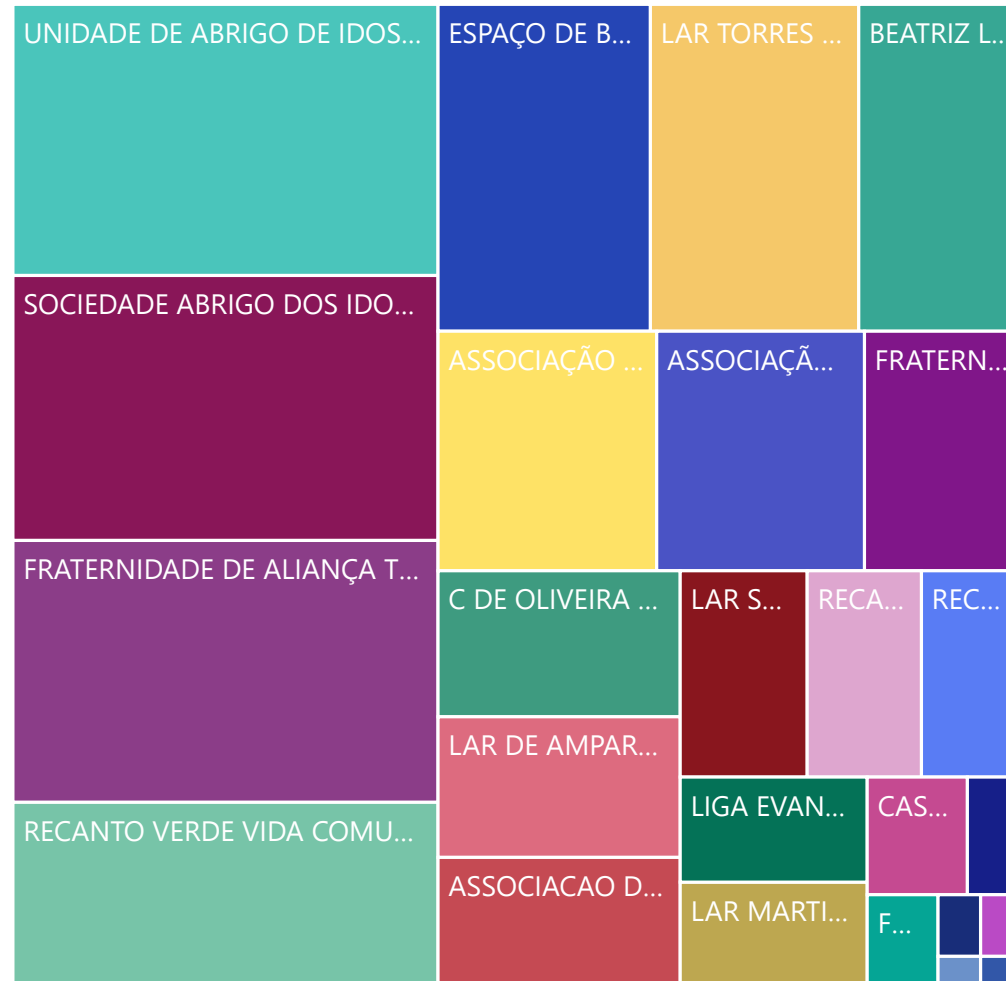 UNIDADE DE ABRIGO DE IDOS...
SOCIEDADE ABRIGO DOS IDO...
FRATERNIDADE DE ALIANÇA T...
RECANTO VERDE VIDA COMU...
ESPAÇO DE B...
LAR TORRES ...
BEATRIZ L...
ASSOCIAÇÃO ...
ASSOCIAÇÃ...
FRATERN...
C DE OLIVEIRA ...
LAR DE AMPAR...
ASSOCIACAO D...
LAR S...
RECA...
REC...
LIGA EVAN...
LAR MARTI...
CAS...
F...